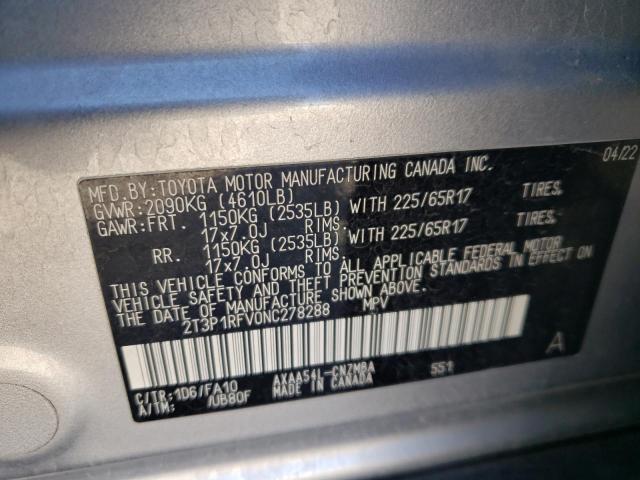 MFD.BY:TOYOTA MOTOR MANUFACTURING CANADA INC. 04/22
GVWR:2090KG (4610LB)
GAWR:FRT. 1150KG (2535LB) WITH 225/65R17 TIRES.
17x7.0J RIMS.
RR. 1150KG (2535LB) WITH 225/65R17 TIRES.
17x7.0J RIMS.
THIS VEHICLE CONFORMS TO ALL APPLICABLE FEDERAL MOTOR
VEHICLE SAFETY AND THEFT PREVENTION STANDARDS IN EFFECT ON
THE DATE OF MANUFACTURE SHOWN ABOVE.
2T3P1RFV0NC278288 MPV
A
C/TR:1D6/FA10 AXAA54L-CNZMBA 551
A/TM: /UB80F MADE IN CANADA